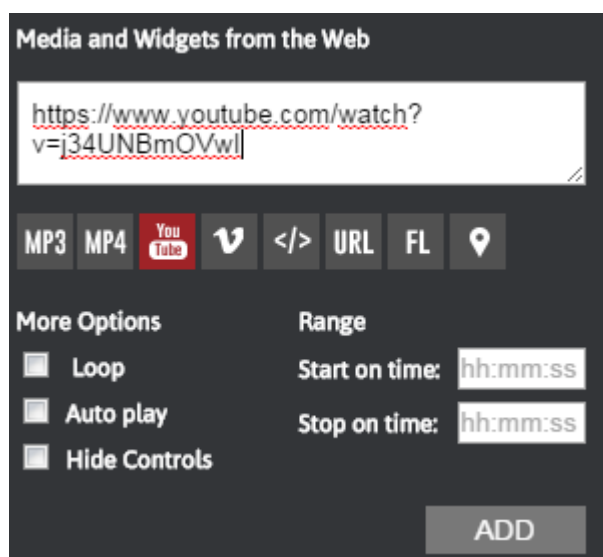 Media and Widgets from the Web
https://www.youtube.com/watch?
v=j34UNBmOVwI
MP3 MP4 You Tube </> URL FL
More Options Range
Loop Start on time: hh:mm:ss
Auto play Stop on time: hh:mm:ss
Hide Controls
ADD